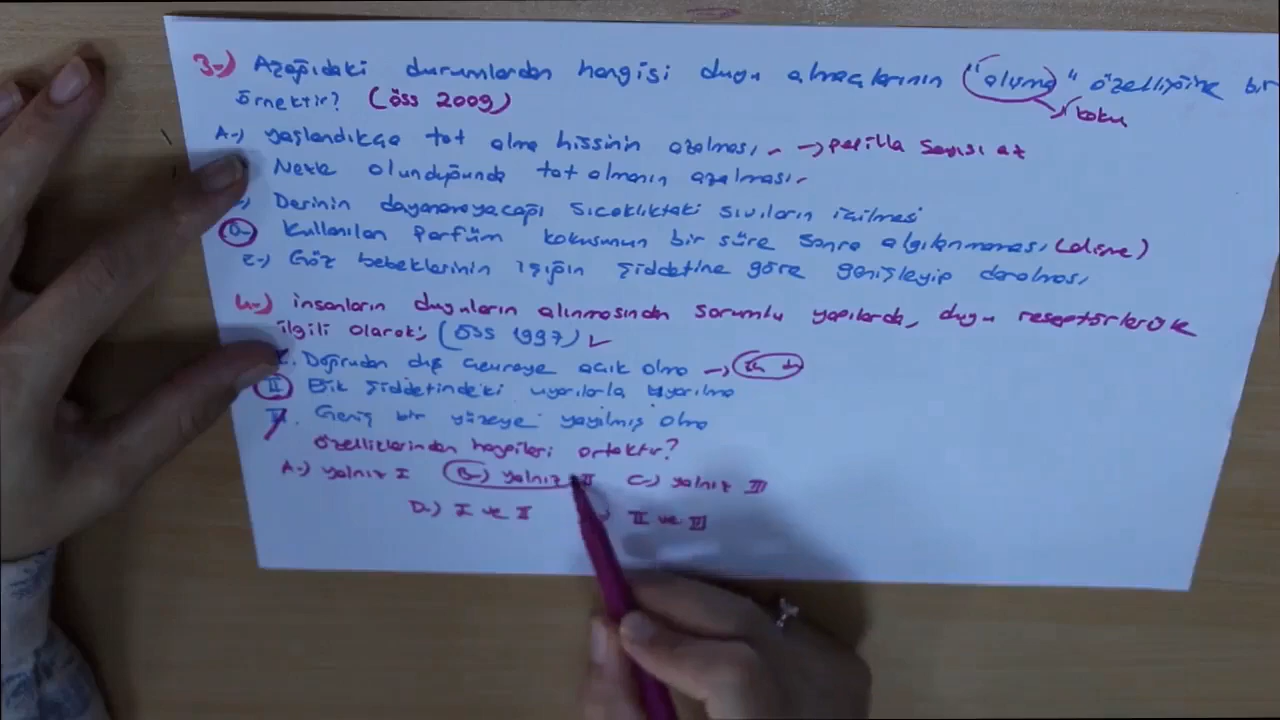 3-) Aşağıdaki durumlardan hangisi duyu almaçlarının ("alışma" özelliğine bir
örnektir? (öss 2009) → koku
A-) yaşlandıkça tat alma hissinin azalması → papilla sayısı az
Nezle olunduğunda tat almanın azalması
Derinin dayanamayacağı sıcaklıktaki sıvıların içilmesi
D- Kullanılan parfüm kokusunun bir süre sonra algılanmaması (alışma)
E-) Göz bebeklerinin ışığın şiddetine göre genişleyip daralması
4-) insanların duyuların alınmasından sorumlu yapılarda, duyu reseptörleriyle
ilgili olarak; (öss 1997)
I. Doğrudan dış çevreye açık olma →
II Eşik şiddetindeki uyarılarla uyarılma
III. Geniş bir yüzeye yayılmış olma
özelliklerinden hangileri ortaktır?
A-) yalnız I B-) yalnız II C-) yalnız III
D-) I ve II II ve III